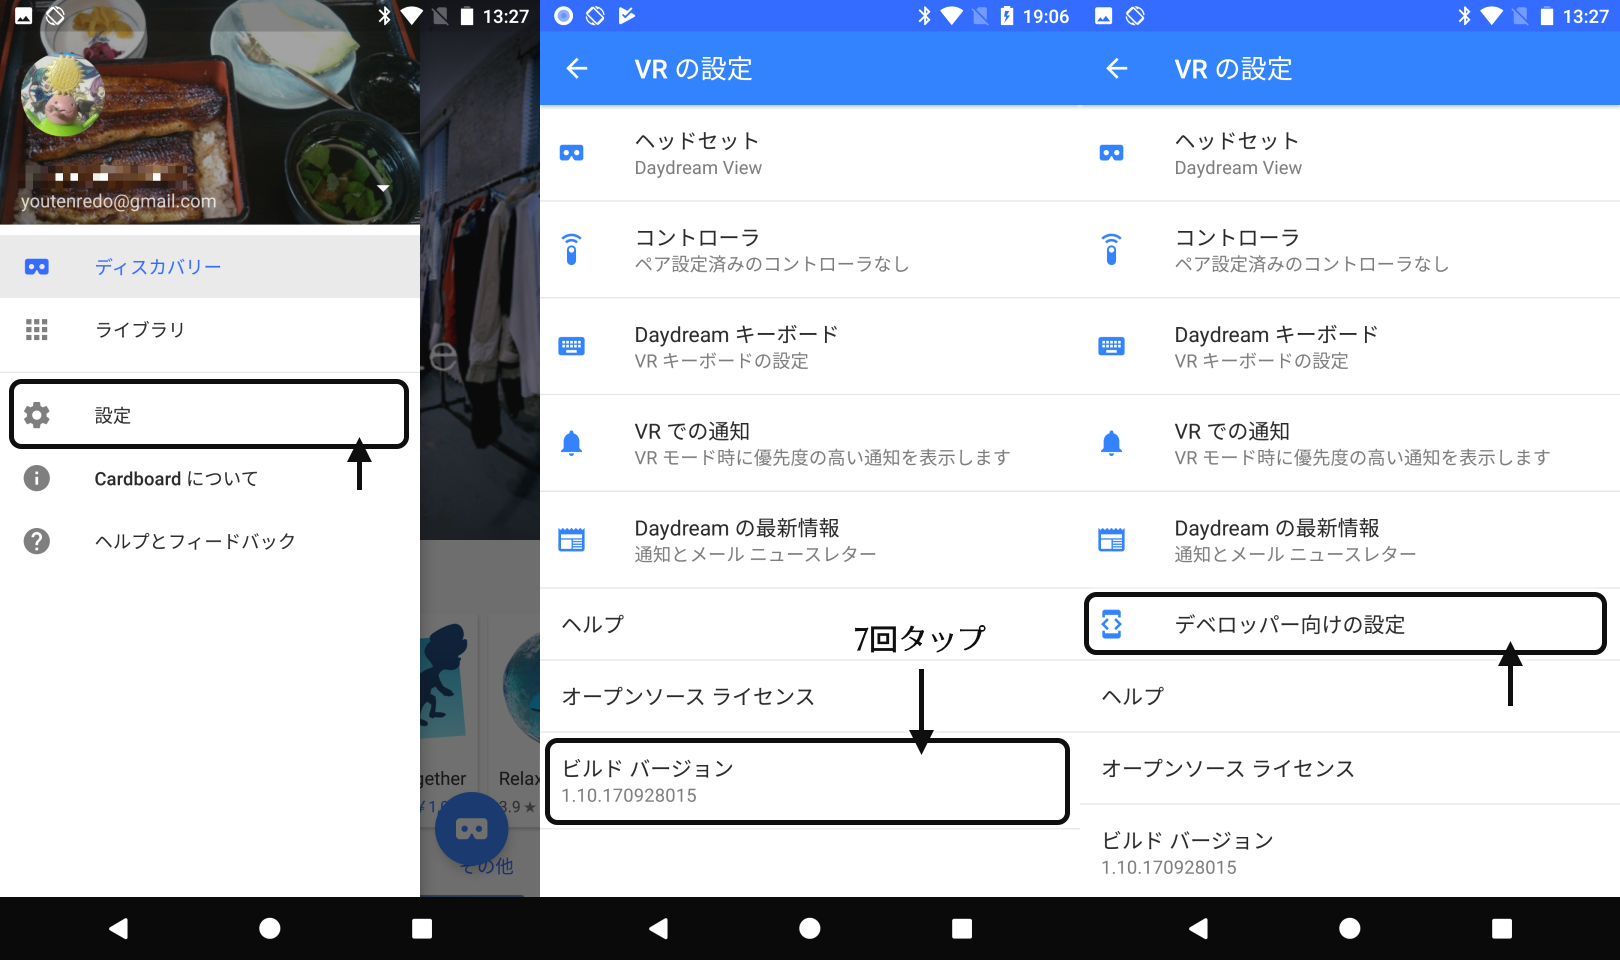 13:27
youtenredo@gmail.com
ディスカバリー
ライブラリ
設定
Cardboard について
ヘルプとフィードバック
e
gether
Relax
¥1,
3.9 ★
その他
19:06
VR の設定
ヘッドセット
Daydream View
コントローラ
ペア設定済みのコントローラなし
Daydream キーボード
VR キーボードの設定
VR での通知
VR モード時に優先度の高い通知を表示します
Daydream の最新情報
通知とメール ニュースレター
ヘルプ
7回タップ
オープンソース ライセンス
ビルド バージョン
1.10.170928015
13:27
VR の設定
ヘッドセット
Daydream View
コントローラ
ペア設定済みのコントローラなし
Daydream キーボード
VR キーボードの設定
VR での通知
VR モード時に優先度の高い通知を表示します
Daydream の最新情報
通知とメール ニュースレター
デベロッパー向けの設定
ヘルプ
オープンソース ライセンス
ビルド バージョン
1.10.170928015